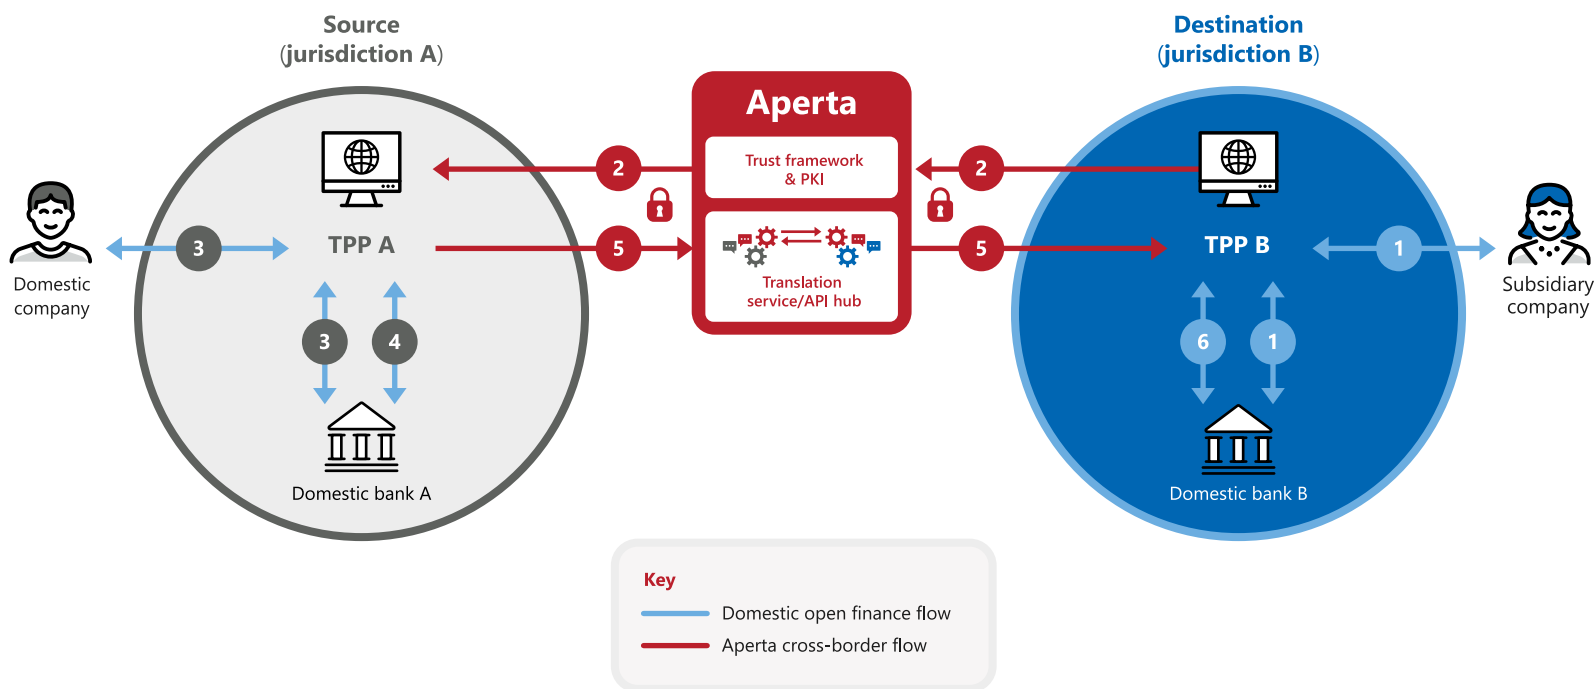 Source
(jurisdiction A)
Destination
(jurisdiction B)
Aperta
Trust framework
& PKI
2
2
3
TPP A
5
5
TPP B
1
Domestic
company
Translation
service/API hub
Subsidiary
company
3
4
6
1
Domestic bank A
Domestic bank B
Key
Domestic open finance flow
Aperta cross-border flow